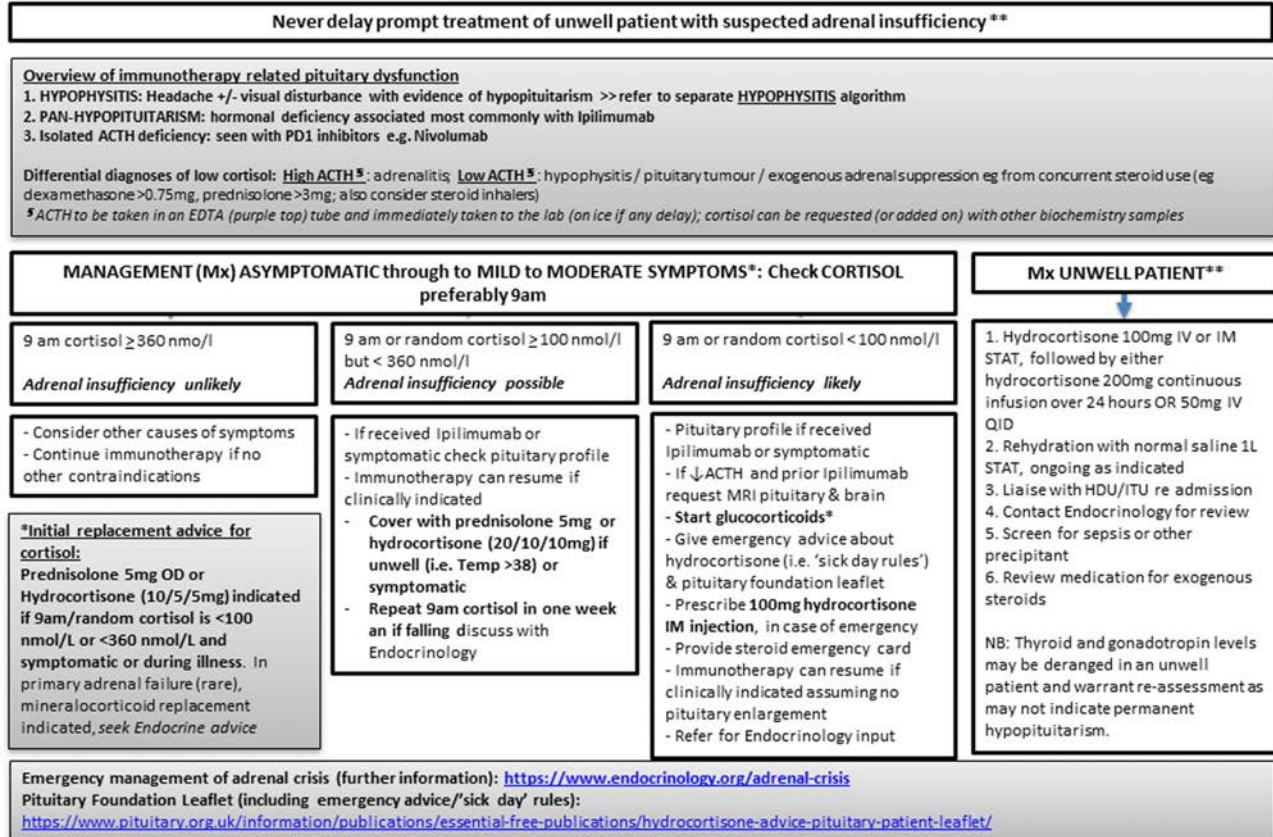 Never delay prompt treatment of unwell patient with suspected adrenal insufficiency **
Overview of immunotherapy related pituitary dysfunction
1. HYPOPHYSITIS: Headache +/- visual disturbance with evidence of hypopituitarism >>refer to separate HYPOPHYSITIS algorithm
2. PAN-HYPOPITUITARISM: hormonal deficiency associated most commonly with Ipilimumab
3. Isolated ACTH deficiency: seen with PD1 inhibitors e.g. Nivolumab
Differential diagnoses of low cortisol: High ACTH $ : adrenalitis; Low ACTH $ : hypophysitis / pituitary tumour / exogenous adrenal suppression eg from concurrent steroid use (eg
dexamethasone >0.75mg, prednisolone >3mg; also consider steroid inhalers)
$ ACTH to be taken in an EDTA (purple top) tube and immediately taken to the lab (on ice if any delay); cortisol can be requested (or added on) with other biochemistry samples
MANAGEMENT (Mx) ASYMPTOMATIC through to MILD to MODERATE SYMPTOMS*: Check CORTISOL
preferably 9am
9 am cortisol ≥ 360 nmo/l
Adrenal insufficiency unlikely
- Consider other causes of symptoms
- Continue immunotherapy if no
other contraindications
*Initial replacement advice for
cortisol:
Prednisolone 5mg OD or
Hydrocortisone (10/5/5mg) indicated
if 9am/random cortisol is <100
nmol/L or <360 nmol/L and
symptomatic or during illness. In
primary adrenal failure (rare),
mineralocorticoid replacement
indicated, seek Endocrine advice
9 am or random cortisol ≥ 100 nmol/l
but < 360 nmol/l
Adrenal insufficiency possible
- If received Ipilimumab or
symptomatic check pituitary profile
- Immunotherapy can resume if
clinically indicated
- Cover with prednisolone 5mg or
hydrocortisone (20/10/10mg) if
unwell (i.e. Temp >38) or
symptomatic
- Repeat 9am cortisol in one week
an if falling discuss with
Endocrinology
9 am or random cortisol <100 nmol/l
Adrenal insufficiency likely
- Pituitary profile if received
Ipilimumab or symptomatic
- If ↓ACTH and prior Ipilimumab
request MRI pituitary & brain
- Start glucocorticoids*
- Give emergency advice about
hydrocortisone (i.e. 'sick day rules')
& pituitary foundation leaflet
- Prescribe 100mg hydrocortisone
IM injection, in case of emergency
- Provide steroid emergency card
- Immunotherapy can resume if
clinically indicated assuming no
pituitary enlargement
- Refer for Endocrinology input
Mx UNWELL PATIENT**
1. Hydrocortisone 100mg IV or IM
STAT, followed by either
hydrocortisone 200mg continuous
infusion over 24 hours OR 50mg IV
QID
2. Rehydration with normal saline 1L
STAT, ongoing as indicated
3. Liaise with HDU/ITU re admission
4. Contact Endocrinology for review
5. Screen for sepsis or other
precipitant
6. Review medication for exogenous
steroids
NB: Thyroid and gonadotropin levels
may be deranged in an unwell
patient and warrant re-assessment as
may not indicate permanent
hypopituitarism.
Emergency management of adrenal crisis (further information): https://www.endocrinology.org/adrenal-crisis
Pituitary Foundation Leaflet (including emergency advice/'sick day' rules):
https://www.pituitary.org.uk/information/publications/essential-free-publications/hydrocortisone-advice-pituitary-patient-leaflet/